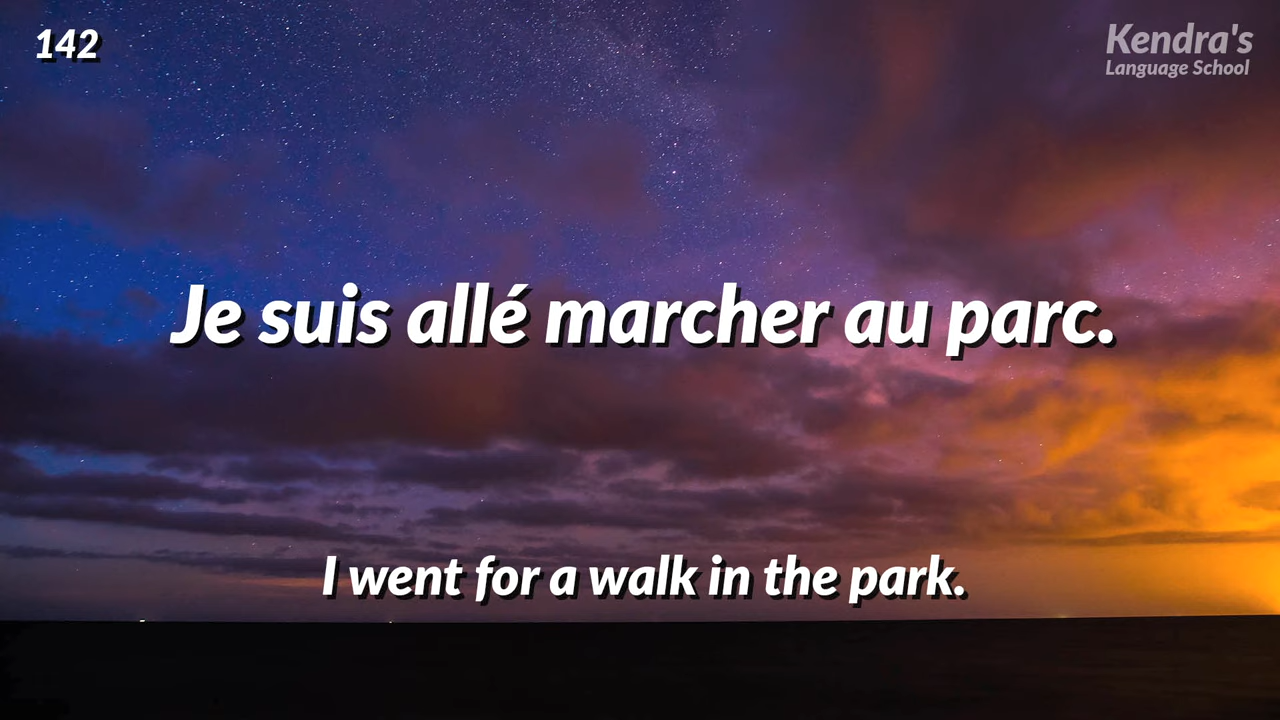 142
Kendra's
Language School
Je suis allé marcher au parc.
I went for a walk in the park.